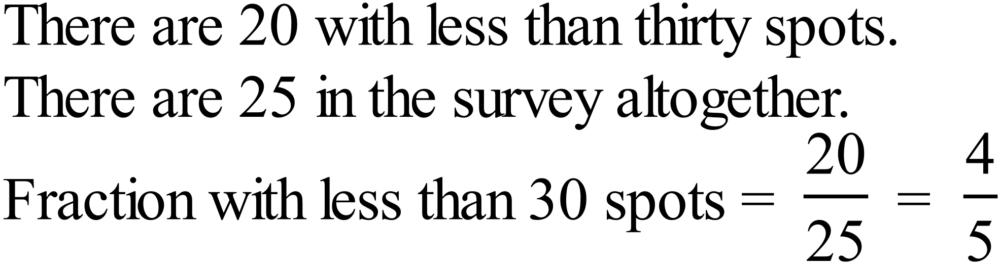 There are 20 with less than thirty spots.
There are 25 in the survey altogether.
Fraction with less than 30 spots = 20/25 = 4/5